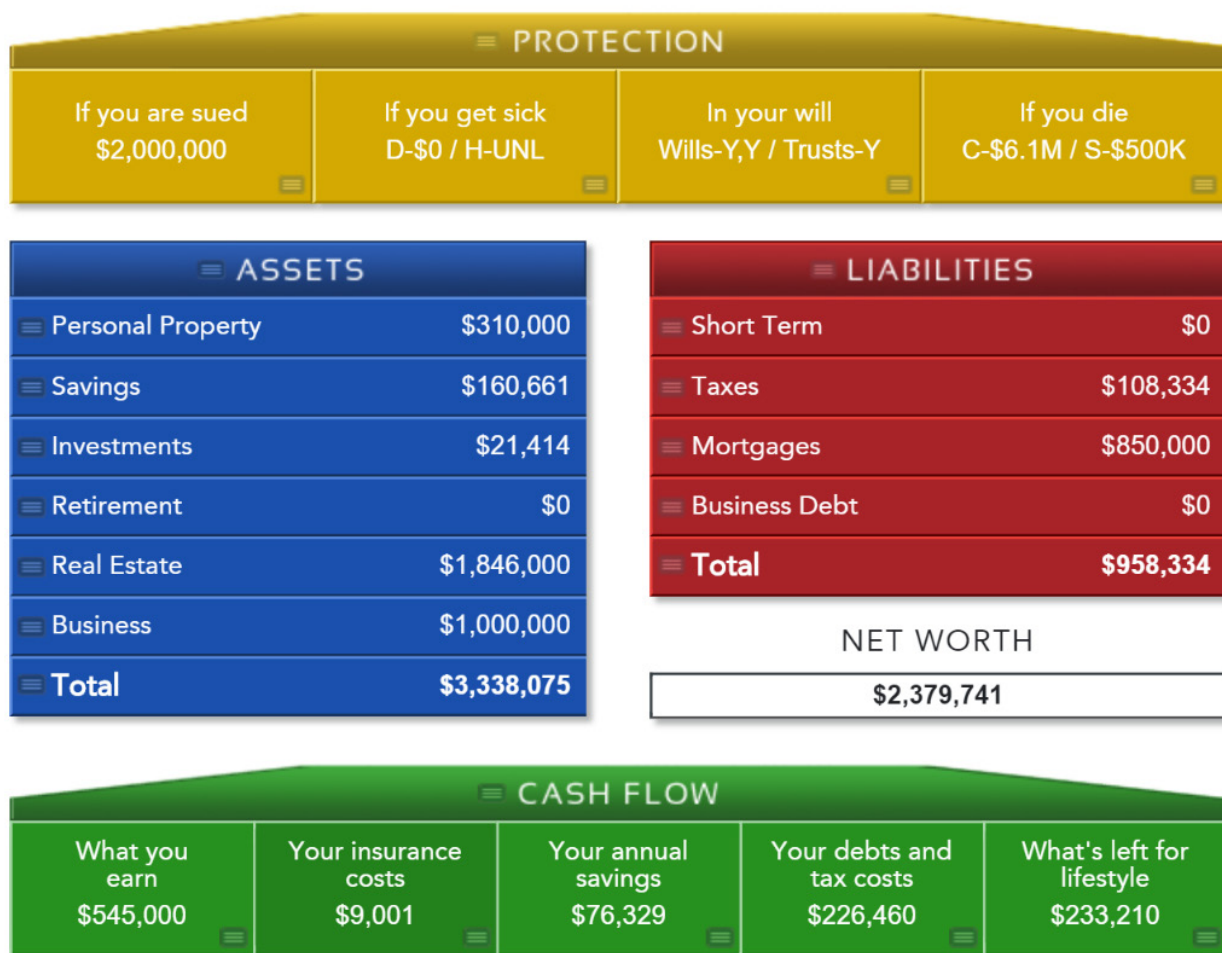 PROTECTION
If you are sued
$2,000,000
If you get sick
D-$0 / H-UNL
In your will
Wills-Y,Y / Trusts-Y
If you die
C-$6.1M / S-$500K
ASSETS
Personal Property $310,000
Savings $160,661
Investments $21,414
Retirement $0
Real Estate $1,846,000
Business $1,000,000
Total $3,338,075
LIABILITIES
Short Term $0
Taxes $108,334
Mortgages $850,000
Business Debt $0
Total $958,334
NET WORTH
$2,379,741
CASH FLOW
What you
earn
$545,000
Your insurance
costs
$9,001
Your annual
savings
$76,329
Your debts and
tax costs
$226,460
What's left for
lifestyle
$233,210